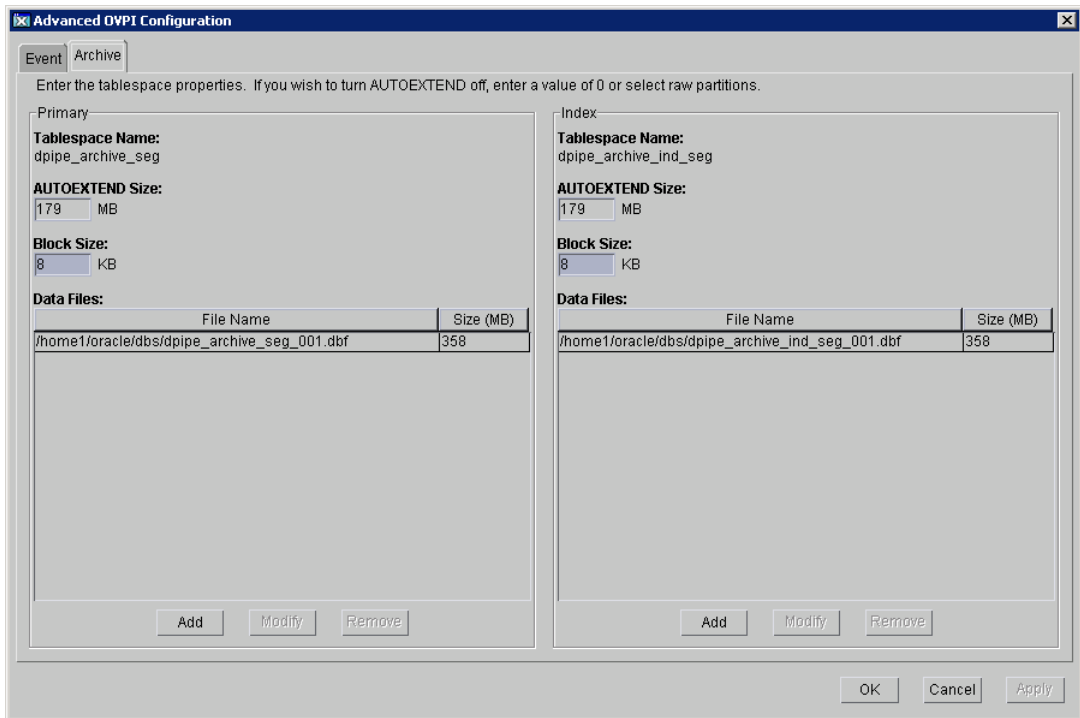 Advanced OVPI Configuration
Event Archive
Enter the tablespace properties. If you wish to turn AUTOEXTEND off, enter a value of 0 or select raw partitions.
Primary
Tablespace Name:
dpipe_archive_seg
AUTOEXTEND Size:
179 MB
Block Size:
8 KB
Data Files:
File Name Size (MB)
/home1/oracle/dbs/dpipe_archive_seg_001.dbf 358
Add Modify Remove
Index
Tablespace Name:
dpipe_archive_ind_seg
AUTOEXTEND Size:
179 MB
Block Size:
8 KB
Data Files:
File Name Size (MB)
/home1/oracle/dbs/dpipe_archive_ind_seg_001.dbf 358
Add Modify Remove
OK Cancel Apply